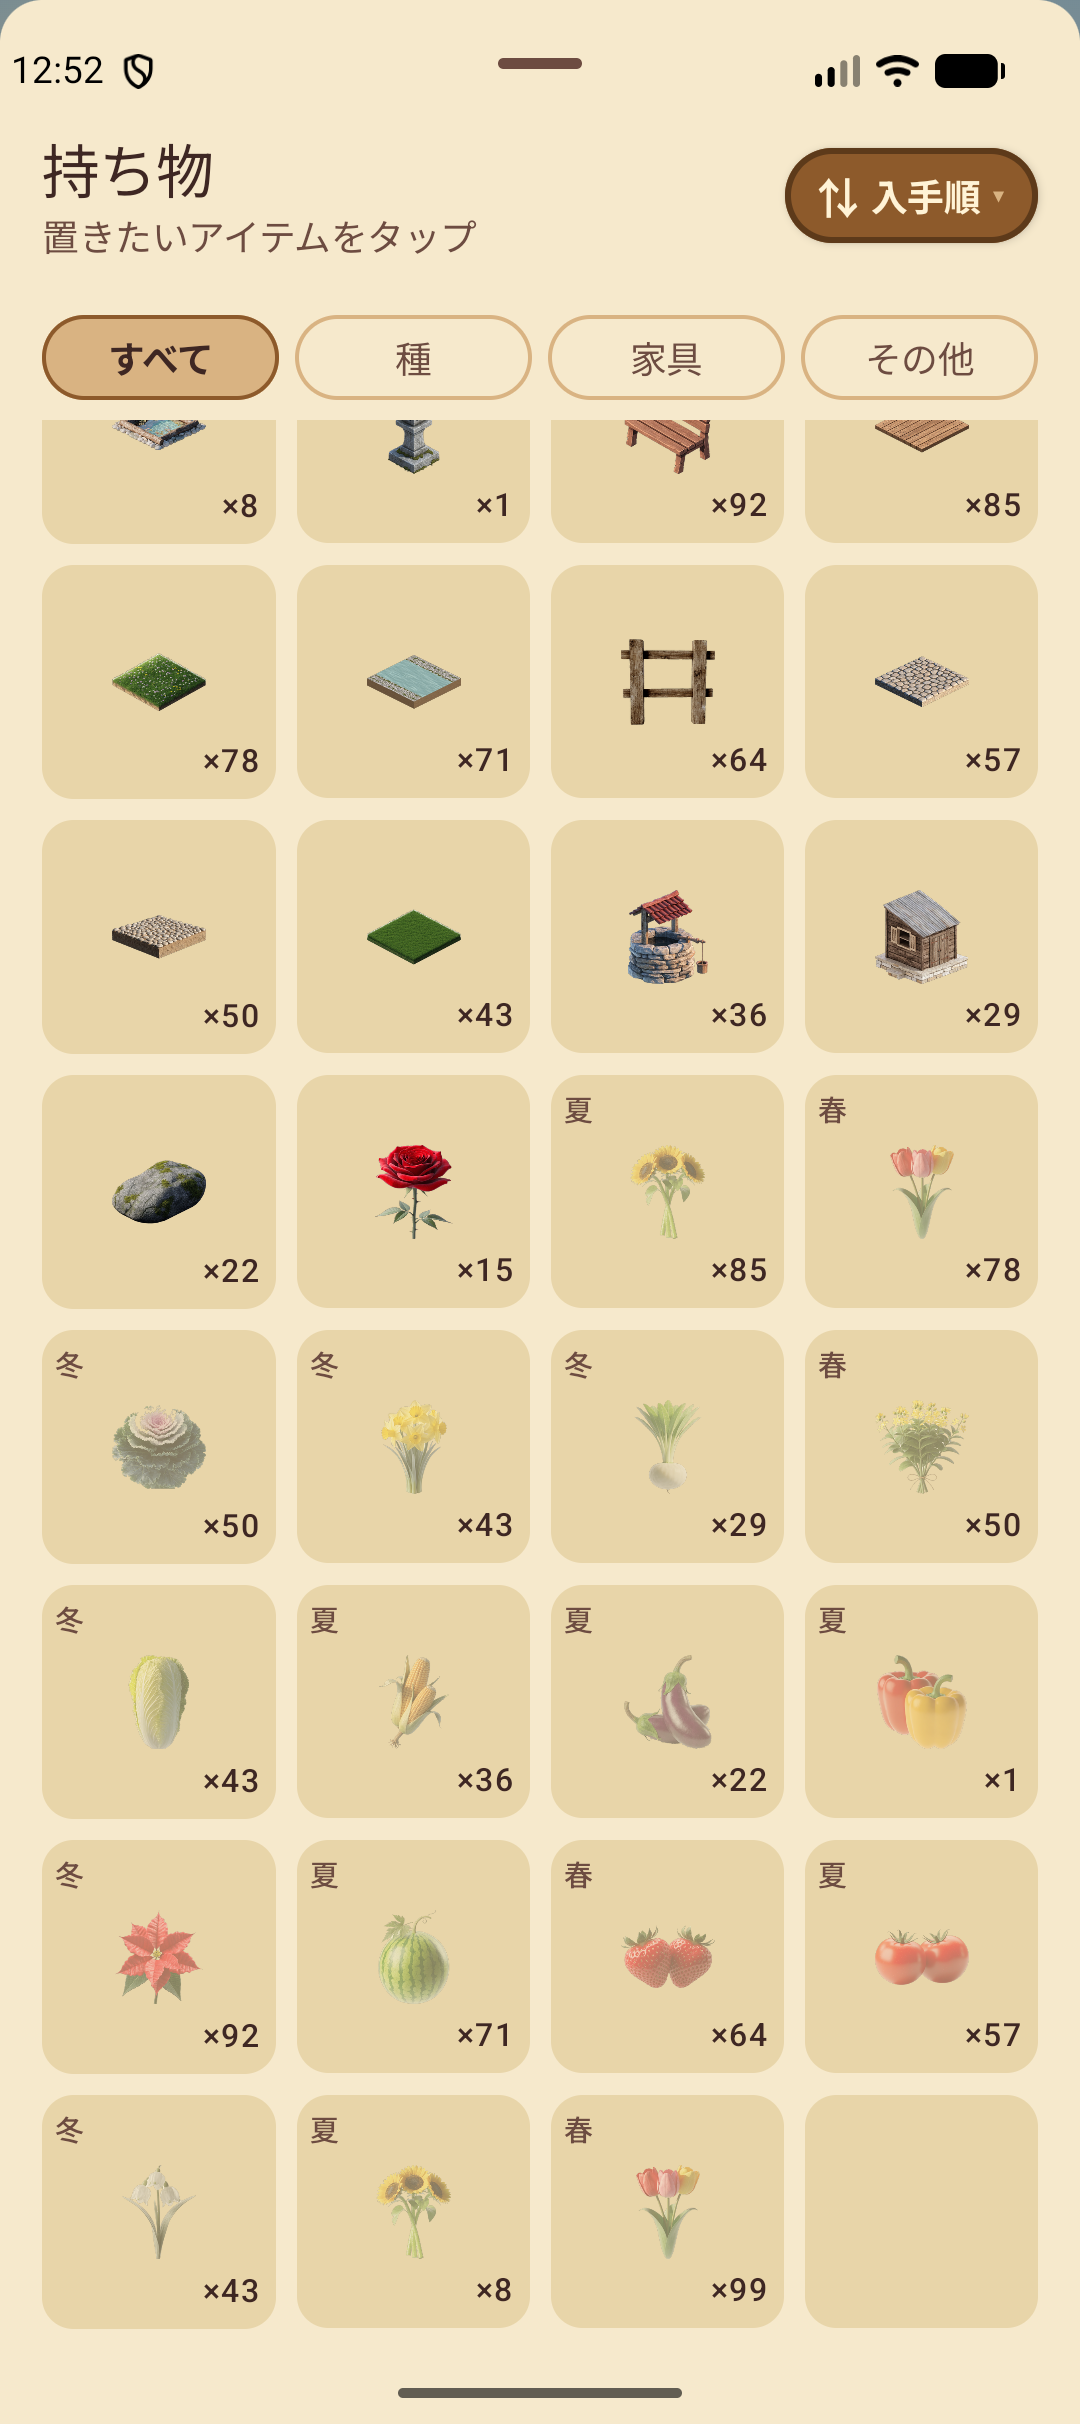 12:52
持ち物
置きたいアイテムをタップ
入手順
すべて 種 家具 その他
×8 ×1 ×92 ×85
×78 ×71 ×64 ×57
×50 ×43 ×36 ×29
夏 春
×22 ×15 ×85 ×78
冬 冬 冬 春
×50 ×43 ×29 ×50
冬 夏 夏 夏
×43 ×36 ×22 ×1
冬 夏 春 夏
×92 ×71 ×64 ×57
冬 夏 春
×43 ×8 ×99